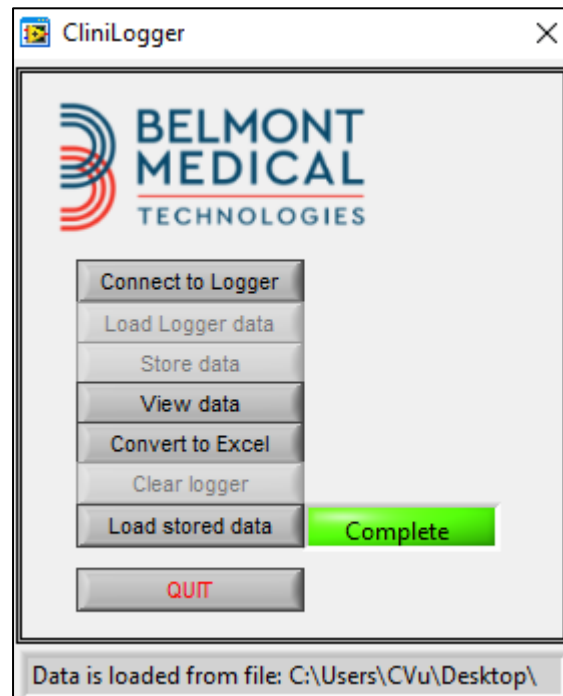 CliniLogger
BELMONT
MEDICAL
TECHNOLOGIES
Connect to Logger
Load Logger data
Store data
View data
Convert to Excel
Clear logger
Load stored data
Complete
QUIT
Data is loaded from file: C:\Users\CVu\Desktop\